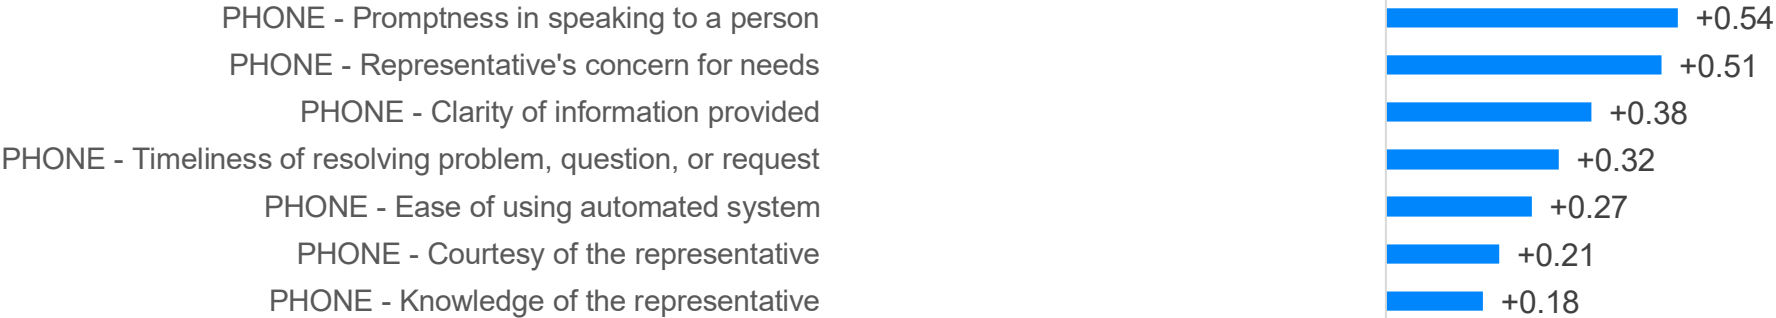 PHONE - Promptness in speaking to a person +0.54
PHONE - Representative's concern for needs +0.51
PHONE - Clarity of information provided +0.38
PHONE - Timeliness of resolving problem, question, or request +0.32
PHONE - Ease of using automated system +0.27
PHONE - Courtesy of the representative +0.21
PHONE - Knowledge of the representative +0.18